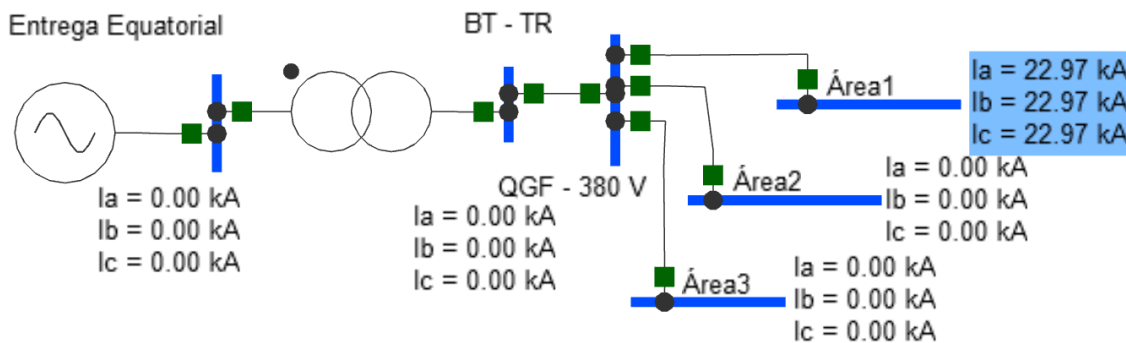 Entrega Equatorial
BT - TR
Área1
Ia = 22.97 kA
Ib = 22.97 kA
Ic = 22.97 kA
Área2
Ia = 0.00 kA
Ib = 0.00 kA
Ic = 0.00 kA
QGF - 380 V
Ia = 0.00 kA
Ib = 0.00 kA
Ic = 0.00 kA
Ia = 0.00 kA
Ib = 0.00 kA
Ic = 0.00 kA
Área3
Ia = 0.00 kA
Ib = 0.00 kA
Ic = 0.00 kA